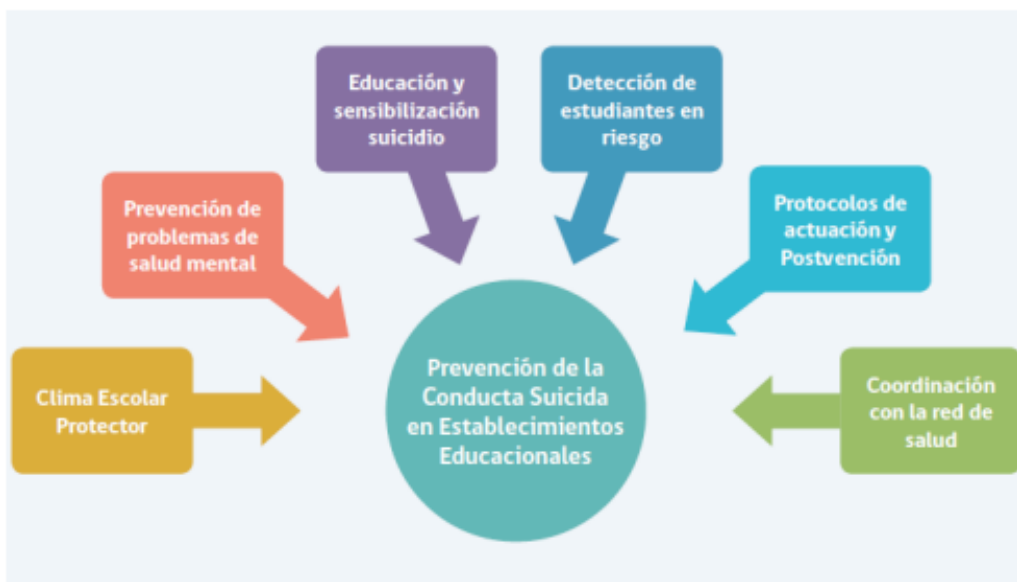 Educación y
sensibilización
suicidio
Detección de
estudiantes en
riesgo
Prevención de
problemas de
salud mental
Protocolos de
actuación y
Postvención
Clima Escolar
Protector
Prevención de la
Conducta Suicida
en Establecimientos
Educacionales
Coordinación
con la red de
salud